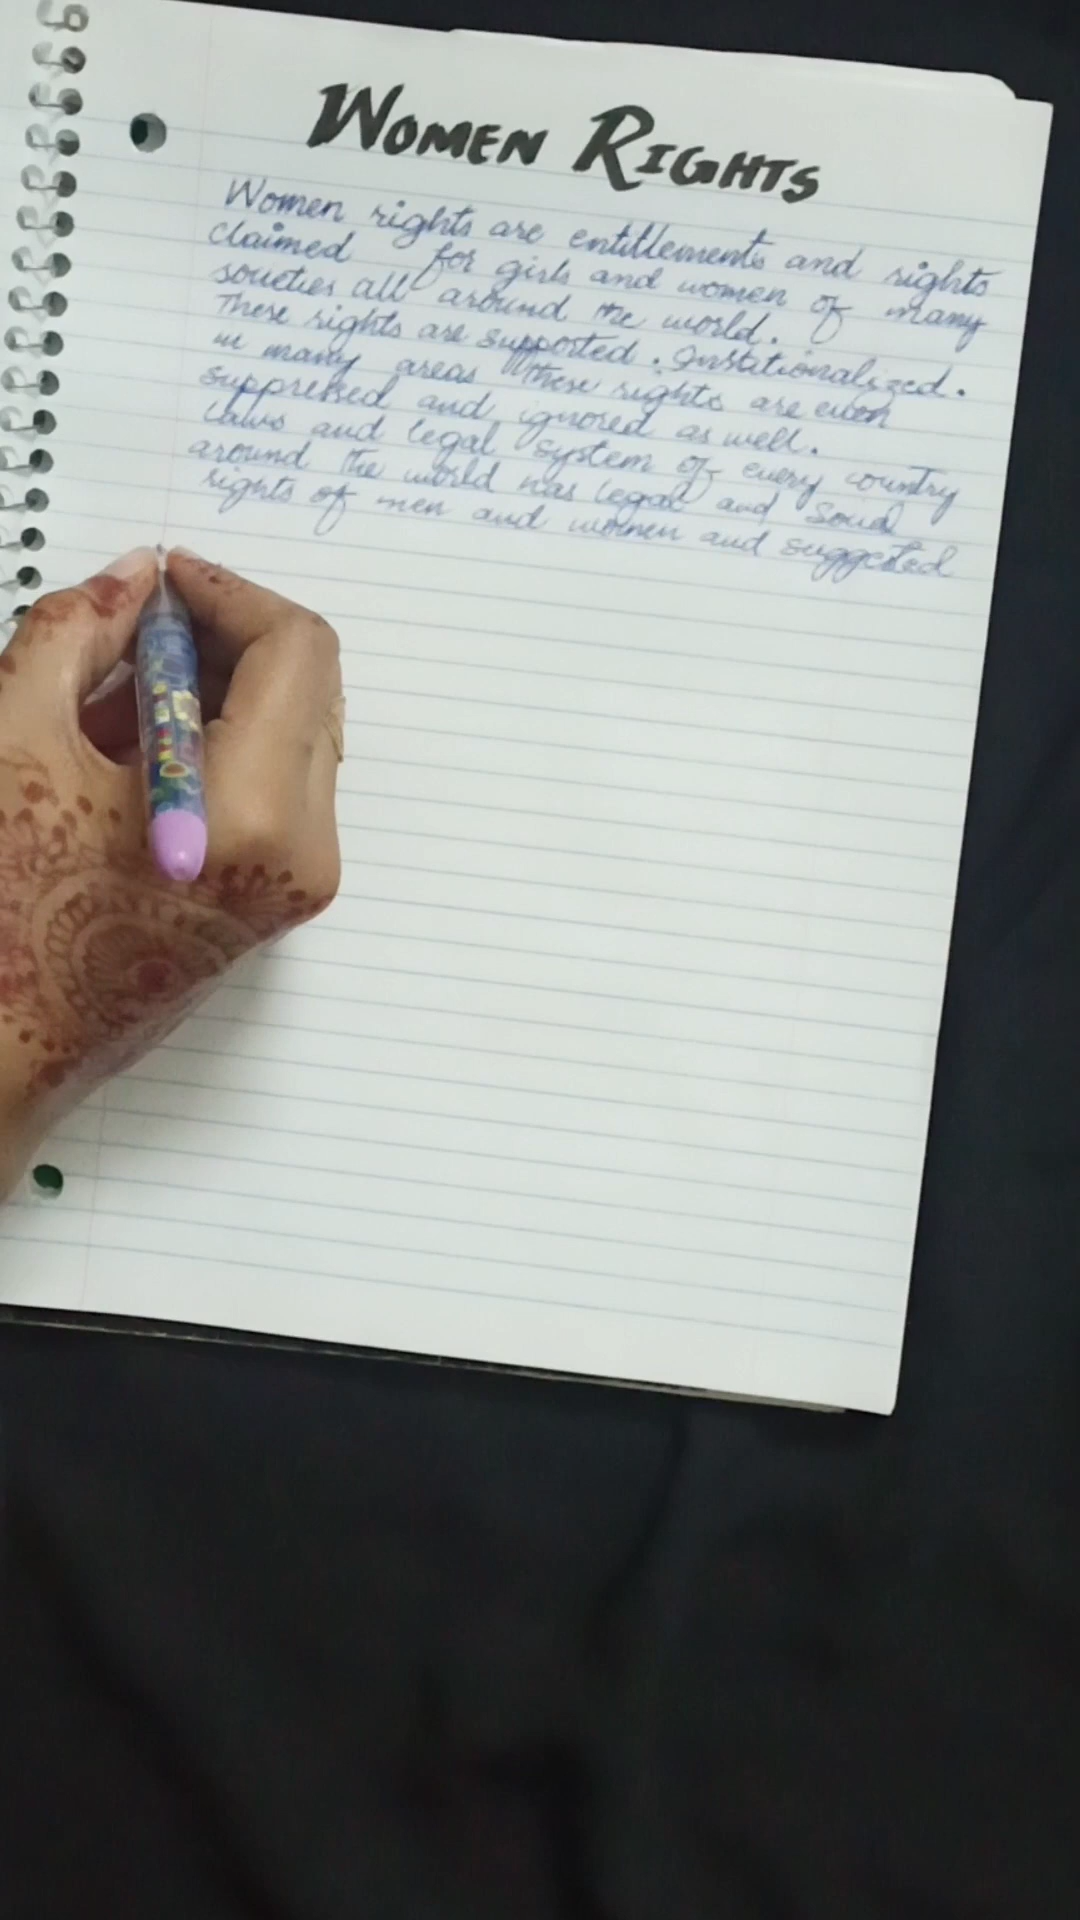 WOMEN RIGHTS
Women rights are entitlements and rights
claimed for girls and women of many
societies all around the world.
These rights are supported. Institionalized.
in many areas these rights are even
suppressed and ignored as well.
Laws and legal system of every country
around the world has legal and social
rights of men and women and suggested